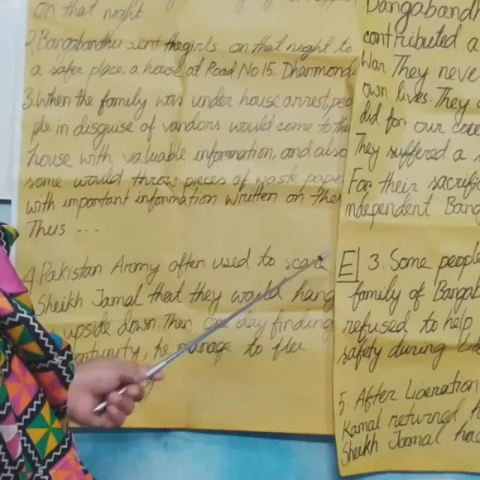 on that night
2. Bangabandhu sent the girls on that night to
a safer place, a house at Road No 15. Dhanmondi
3. When the family was under house arrest, peo
ple in disguise of vandors would come to the
house with valuable information, and also
some would throw pieces of waste paper
with important information written on them
Thus ...
4. Pakistan Army often used to scare
Sheikh Jamal that they would hang
upside down. Then one day finding
he manage to flee
Bangabandh
contributed a
War They neve
own lives. They
did for our
They suffered a
For their sacrific
independent Bang
E 3. Some people
family of Bangab
refused to help
safety during
5. After Liberation
Kamal returned
Sheikh Jamal